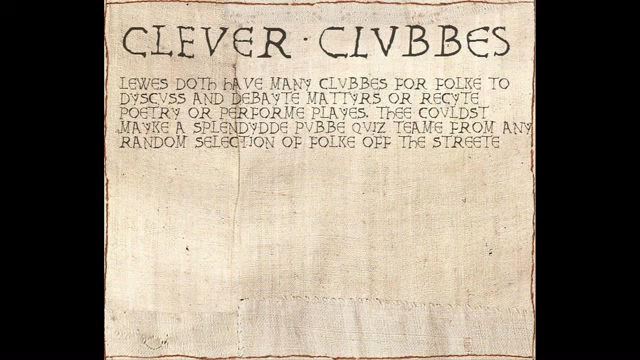 CLEVER · CLVBBES
LEWES DOTH HAVE MANY CLVBBES FOR FOLKE TO
DYSCVSS AND DEBAYTE MATTYRS OR RECYTE
POETRY OR PERFORME PLAYES. THEE COVLDST
MAYKE A SPLENDYDDE PVBBE QVIZ TEAME FROM ANY
RANDOM SELECTION OF FOLKE OFF THE STREETE